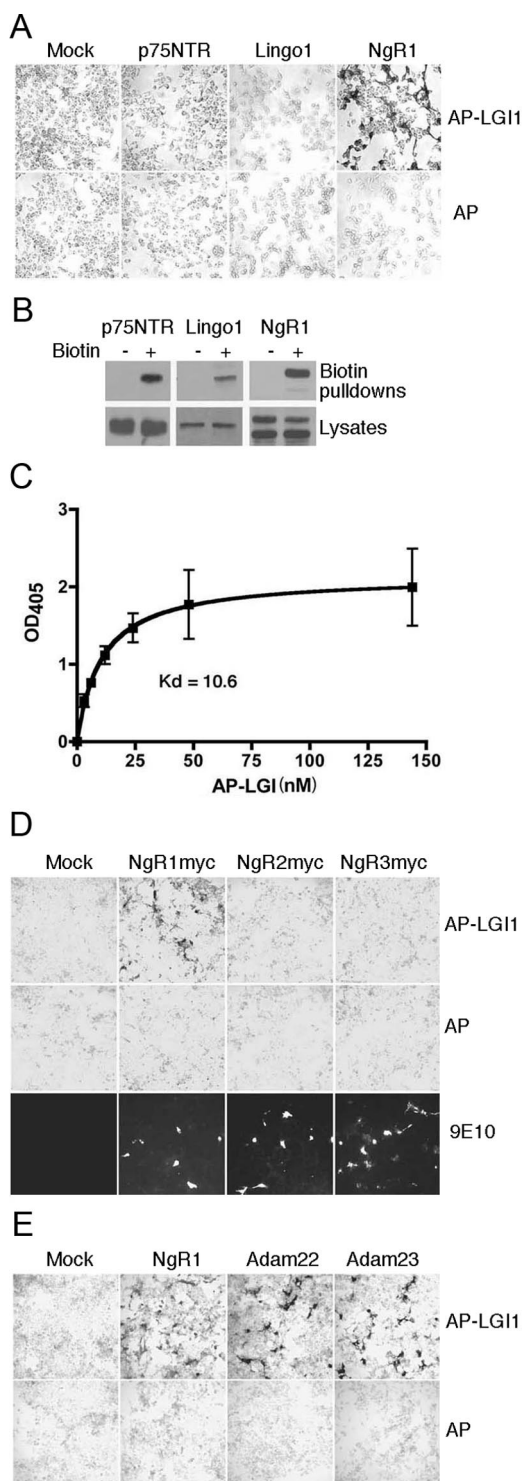 A
Mock p75NTR Lingo1 NgR1
AP-LGI1
AP
B
p75NTR Lingo1 NgR1
Biotin - + - + - +
Biotin
pulldowns
Lysates
C
3
2
1
0
OD405
Kd = 10.6
0 25 50 75 100 125 150
AP-LGI (nM)
D
Mock NgR1myc NgR2myc NgR3myc
AP-LGI1
AP
9E10
E
Mock NgR1 Adam22 Adam23
AP-LGI1
AP